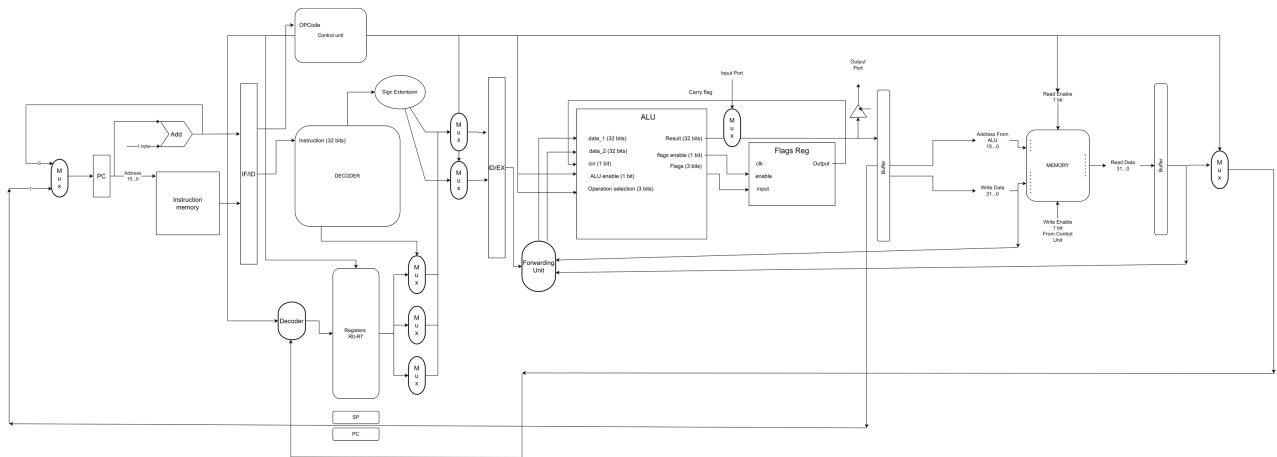 OPCode
Control unit
Add
1 byte
0
1
M
u
x
PC
Address
15...0
Instruction
memory
IF/ID
Instruction (32 bits)
DECODER
Sign Extentsion
M
u
x
M
u
x
ID/EX
Decoder
Registers
R0-R7
M
u
x
M
u
x
M
u
x
SP
PC
Forwarding
Unit
Carry flag
ALU
data_1 (32 bits)
data_2 (32 bits)
cin (1 bit)
ALU enable (1 bit)
Operation selection (3 bits)
Result (32 bits)
flags enable (1 bit)
Flags (3 bits)
Input Port
M
u
x
Flags Reg
clk
enable
input
Output
Output
Port
Buffer
Address From
ALU
15...0
Write Data
31...0
Read Enable
1 bit
MEMORY
Write Enable
1 bit
From Control
Unit
Read Data
31...0
Buffer
M
u
x